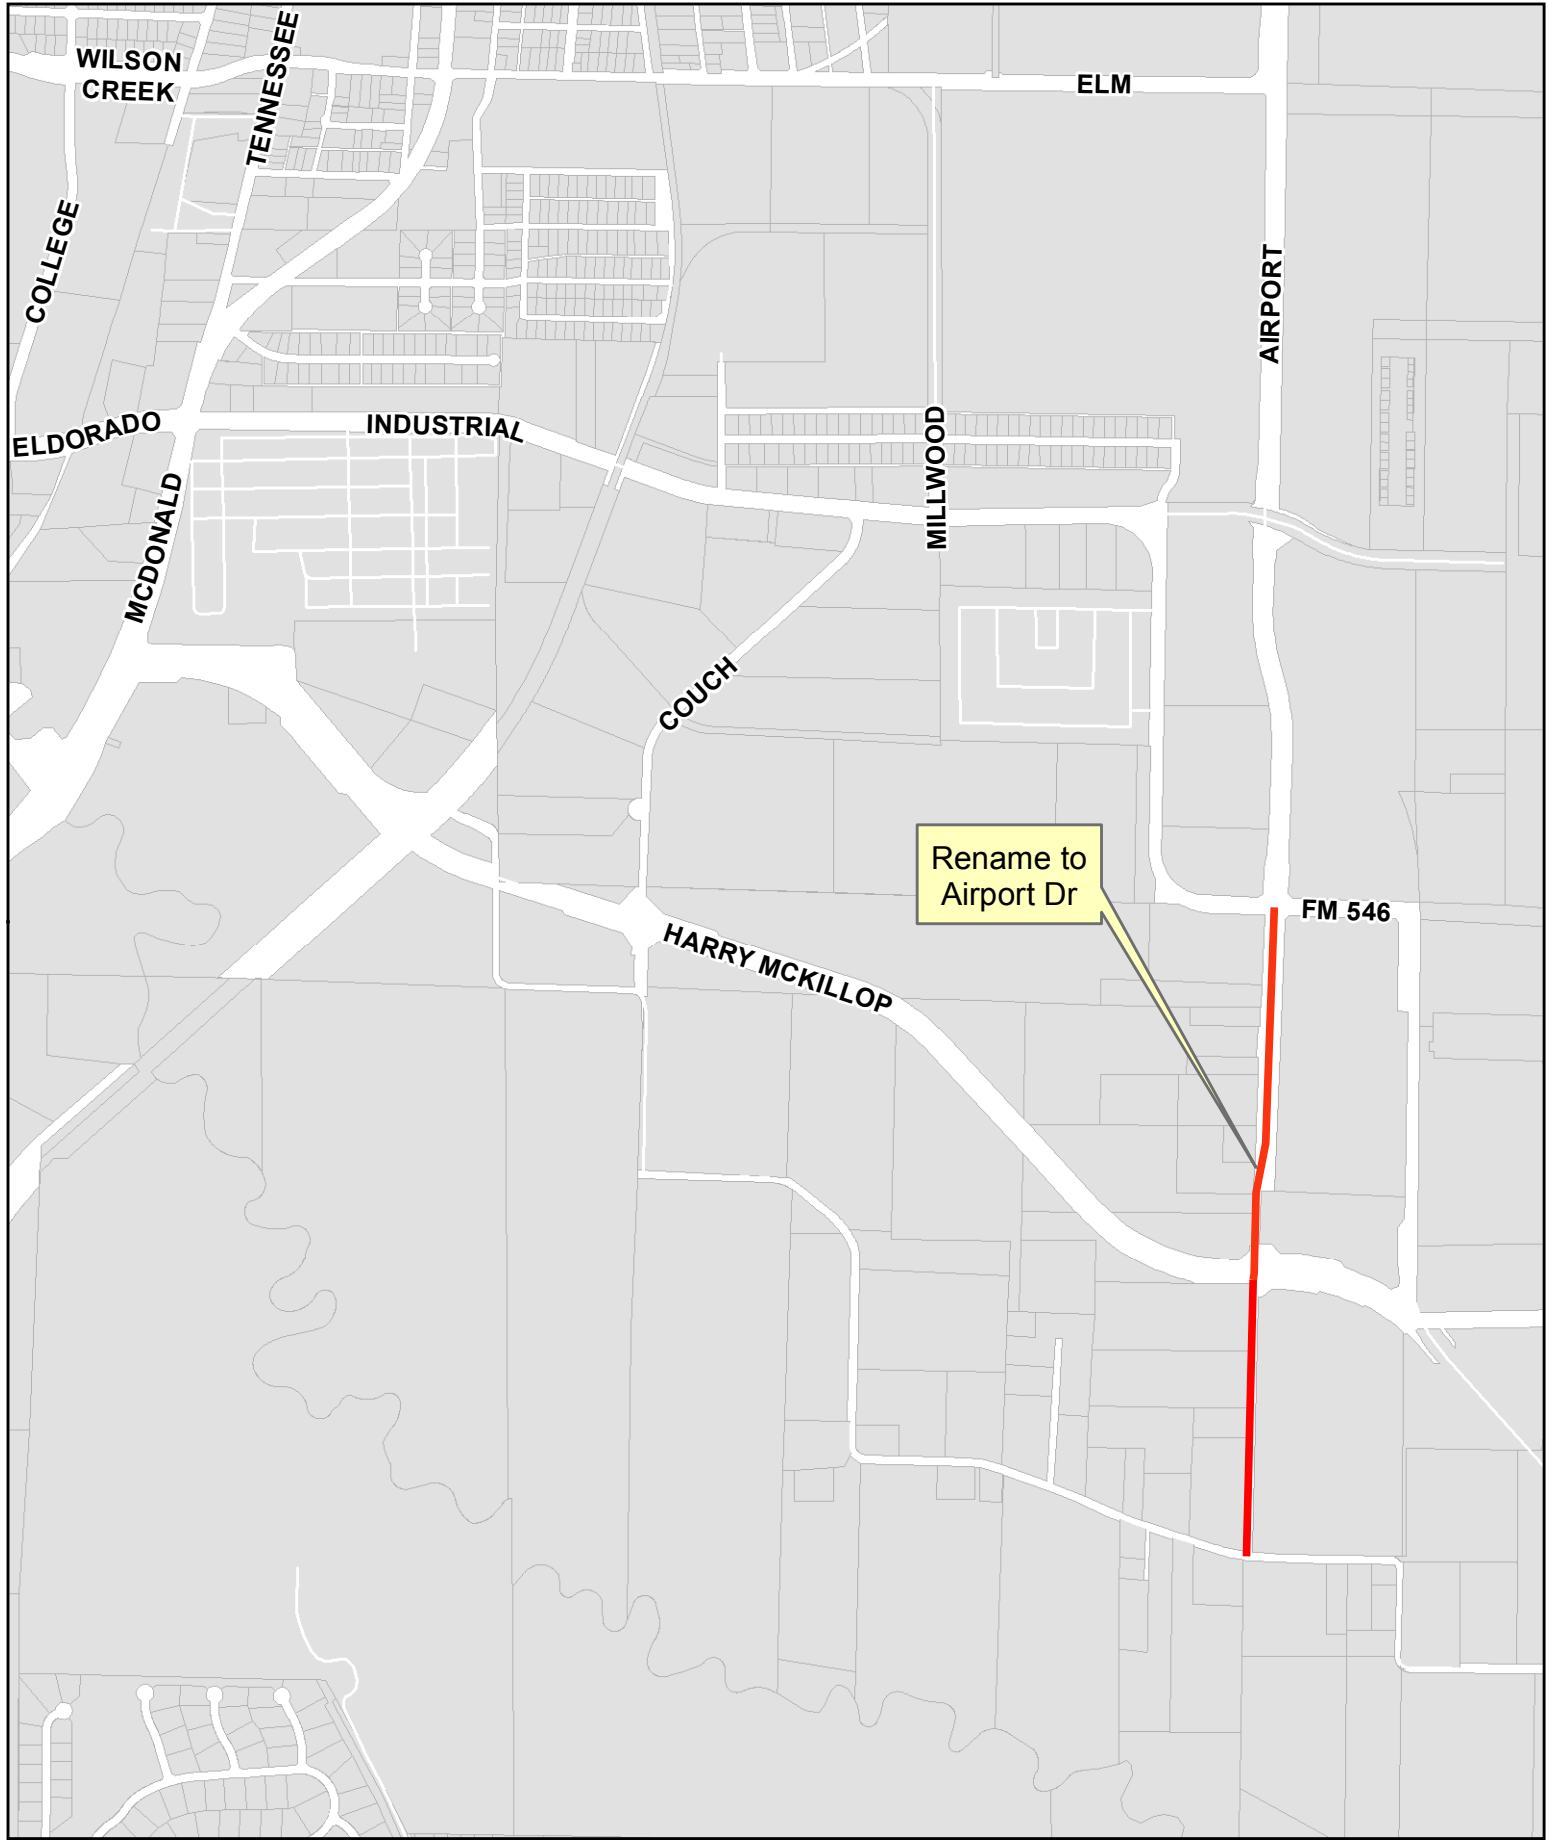 WILSON
CREEK
TENNESSEE
ELM
COLLEGE
AIRPORT
ELDORADO
INDUSTRIAL
MILLWOOD
MCDONALD
COUCH
Rename to
Airport Dr
FM 546
HARRY MCKILLOP